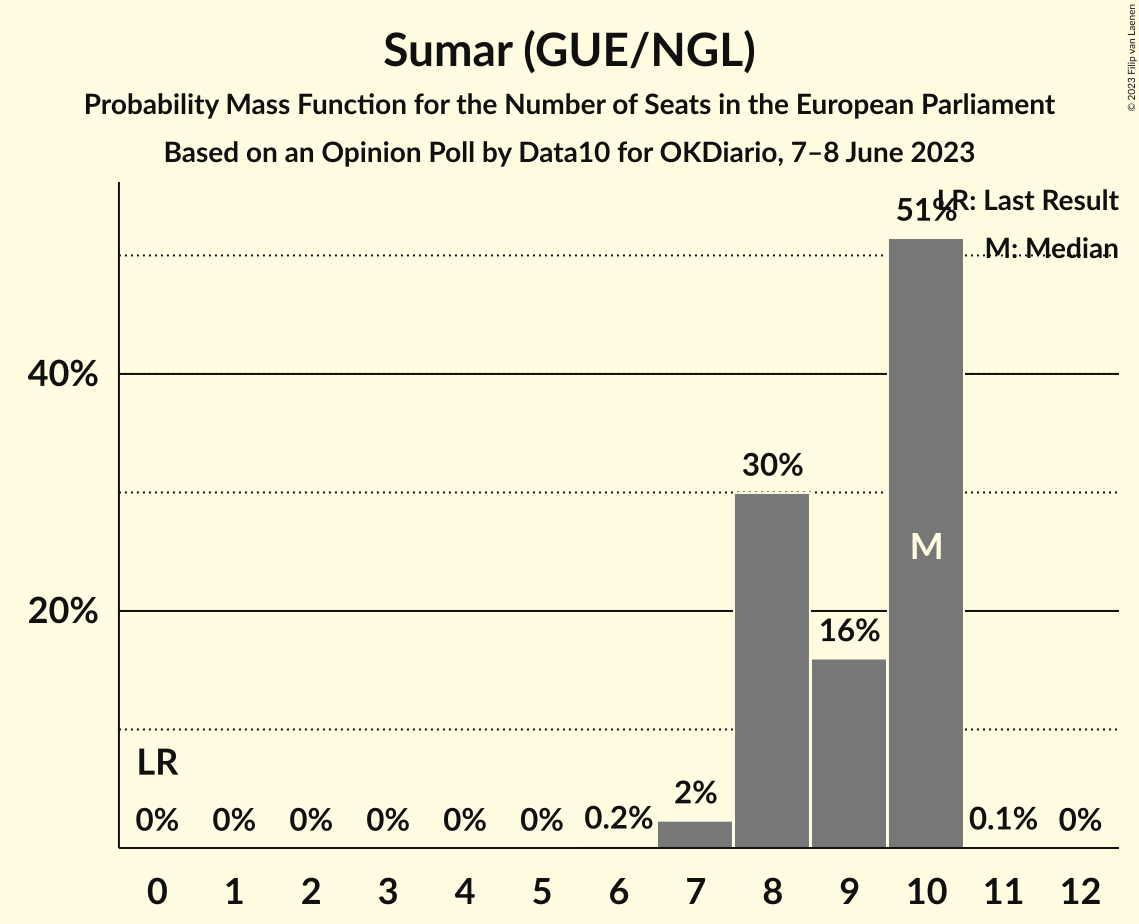 © 2023 Filip van Laenen
Sumar (GUE/NGL)
Probability Mass Function for the Number of Seats in the European Parliament
Based on an Opinion Poll by Data10 for OKDiario, 7–8 June 2023
LR: Last Result
M: Median
51%
40%
30%
M
20%
16%
LR
0% 0% 0% 0% 0% 0% 0.2% 2% 0.1% 0%
0 1 2 3 4 5 6 7 8 9 10 11 12